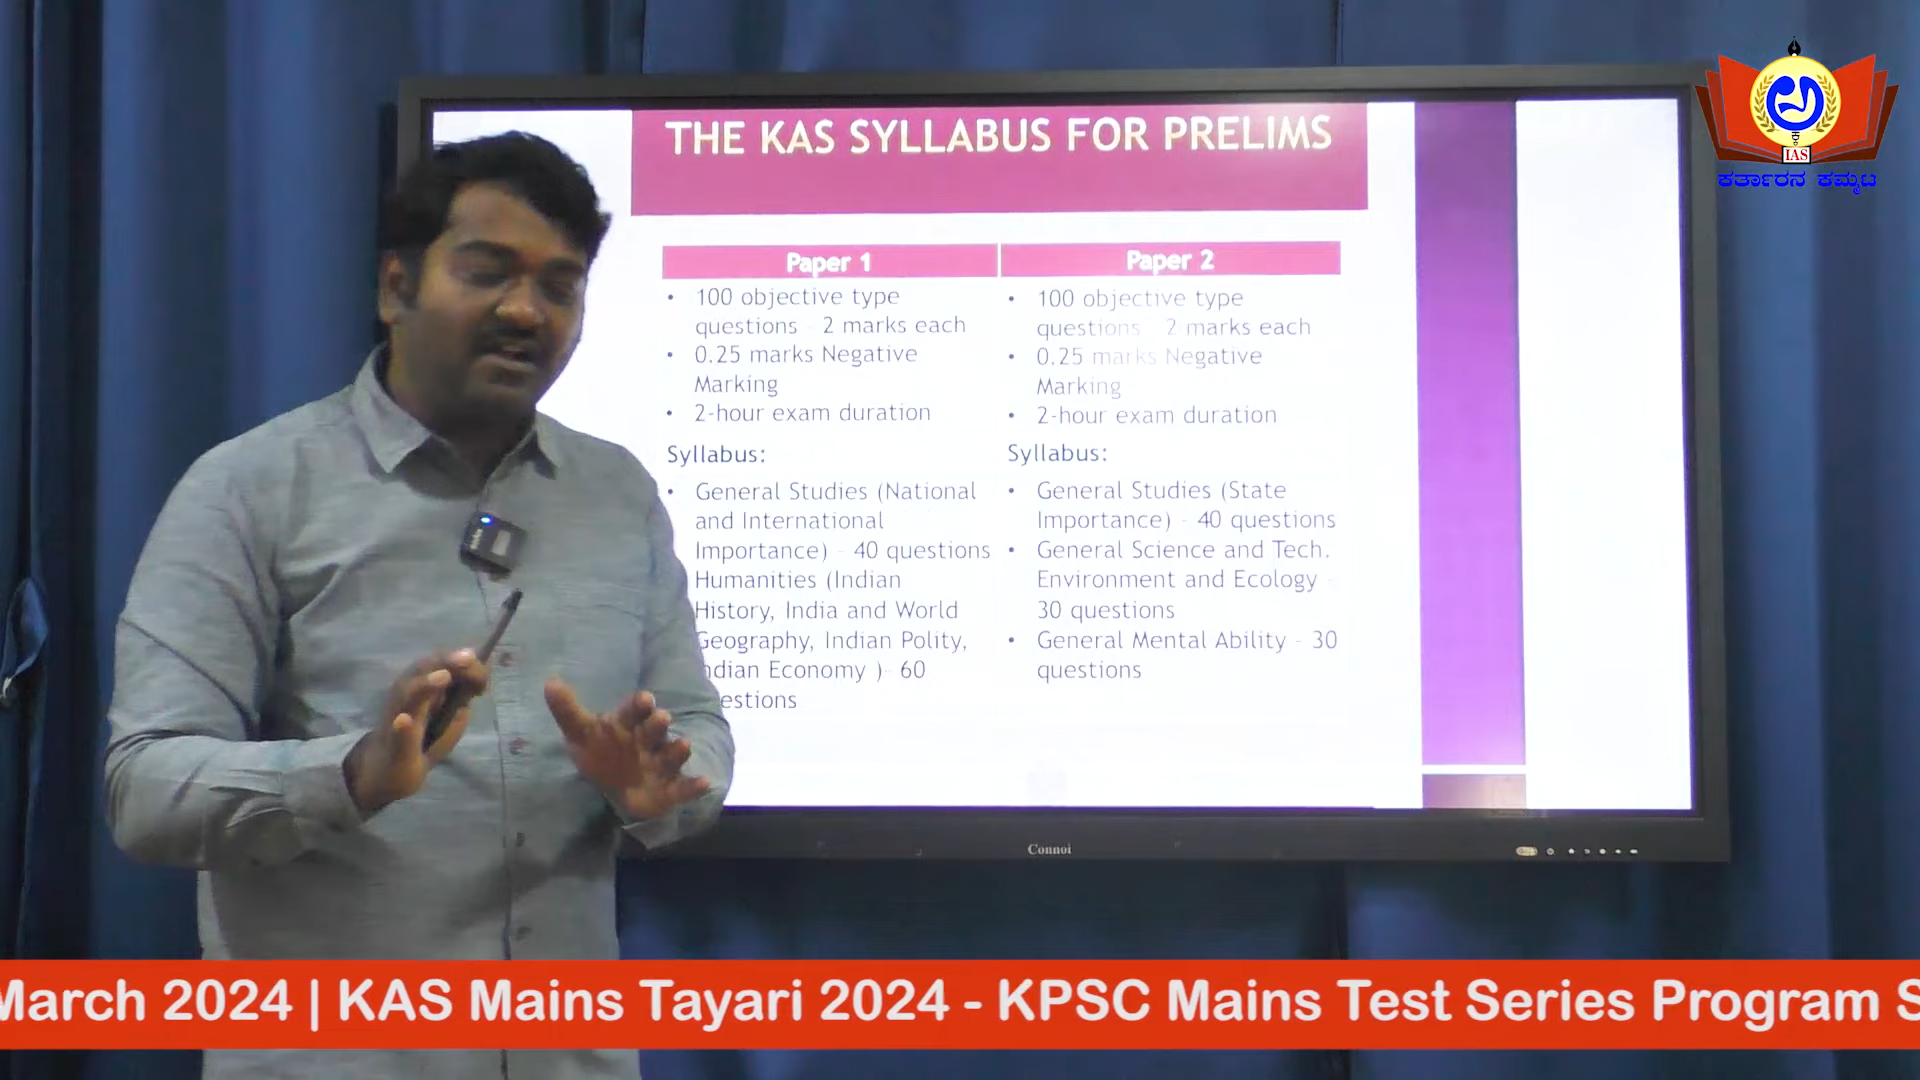 THE KAS SYLLABUS FOR PRELIMS
Paper 1
100 objective type
questions - 2 marks each
0.25 marks Negative
Marking
2-hour exam duration
Syllabus:
General Studies (National
and International
Importance) - 40 questions
Humanities (Indian
History, India and World
Geography, Indian Polity,
ndian Economy )- 60
estions
Paper 2
100 objective type
questions - 2 marks each
0.25 marks Negative
Marking
2-hour exam duration
Syllabus:
General Studies (State
Importance) - 40 questions
General Science and Tech.
Environment and Ecology -
30 questions
General Mental Ability - 30
questions
IAS
ಕರ್ತಾರನ ಕಮ್ಮಟ
Connoi
March 2024 | KAS Mains Tayari 2024 - KPSC Mains Test Series Program S